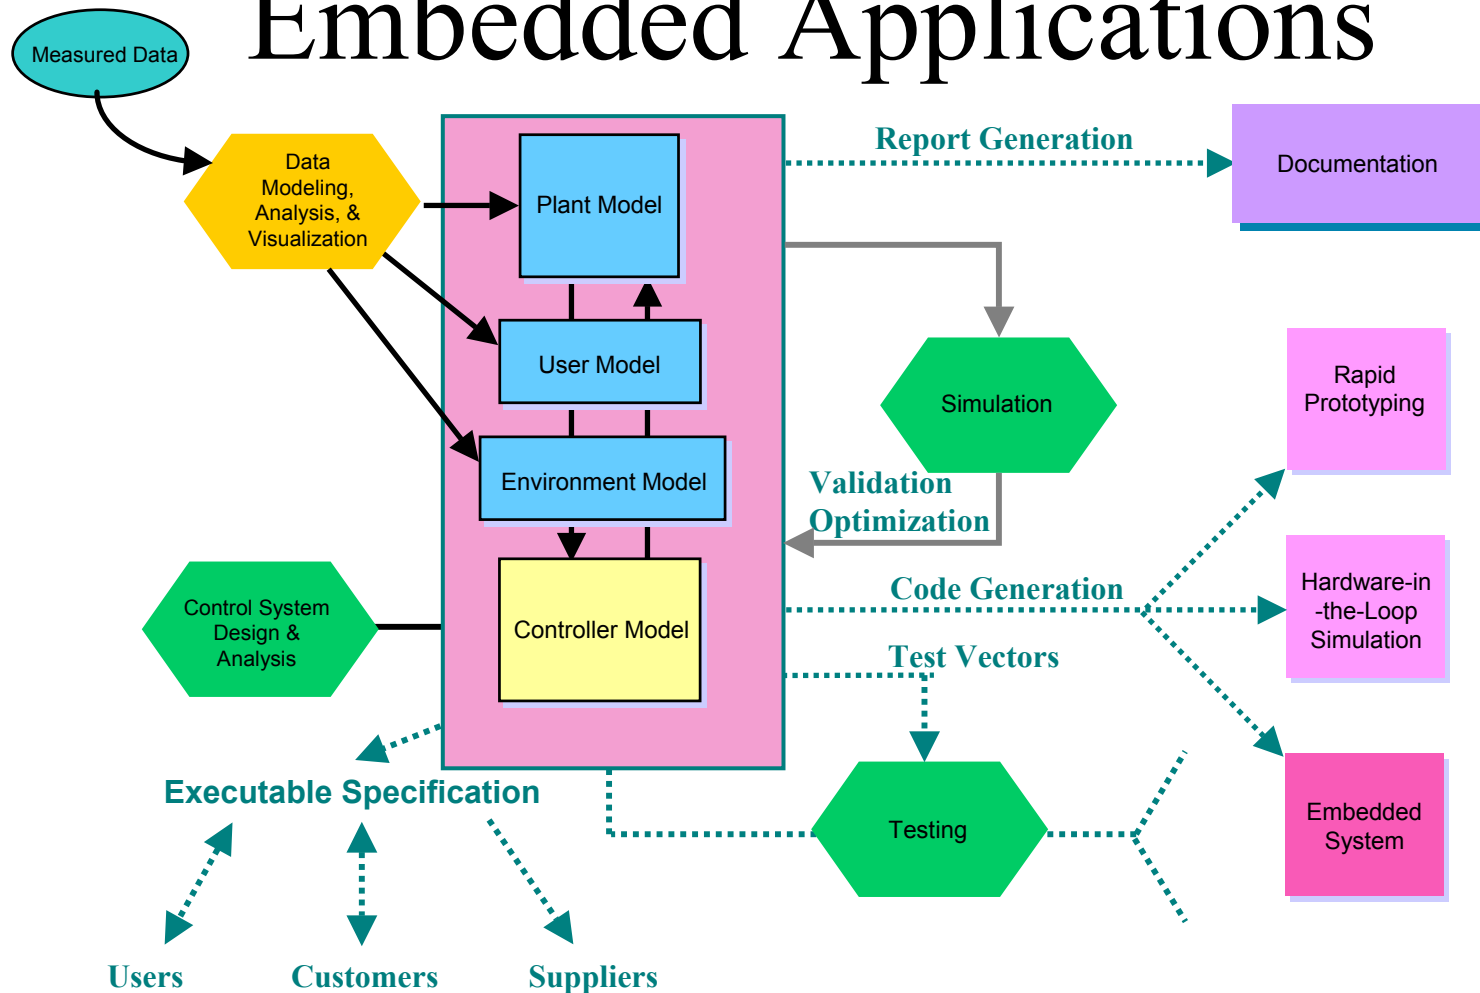 Embedded Applications
Measured Data
Data
Modeling,
Analysis, &
Visualization
Plant Model
User Model
Environment Model
Controller Model
Report Generation
Documentation
Simulation
Validation
Optimization
Rapid
Prototyping
Code Generation
Hardware-in
-the-Loop
Simulation
Control System
Design &
Analysis
Test Vectors
Testing
Embedded
System
Executable Specification
Users
Customers
Suppliers